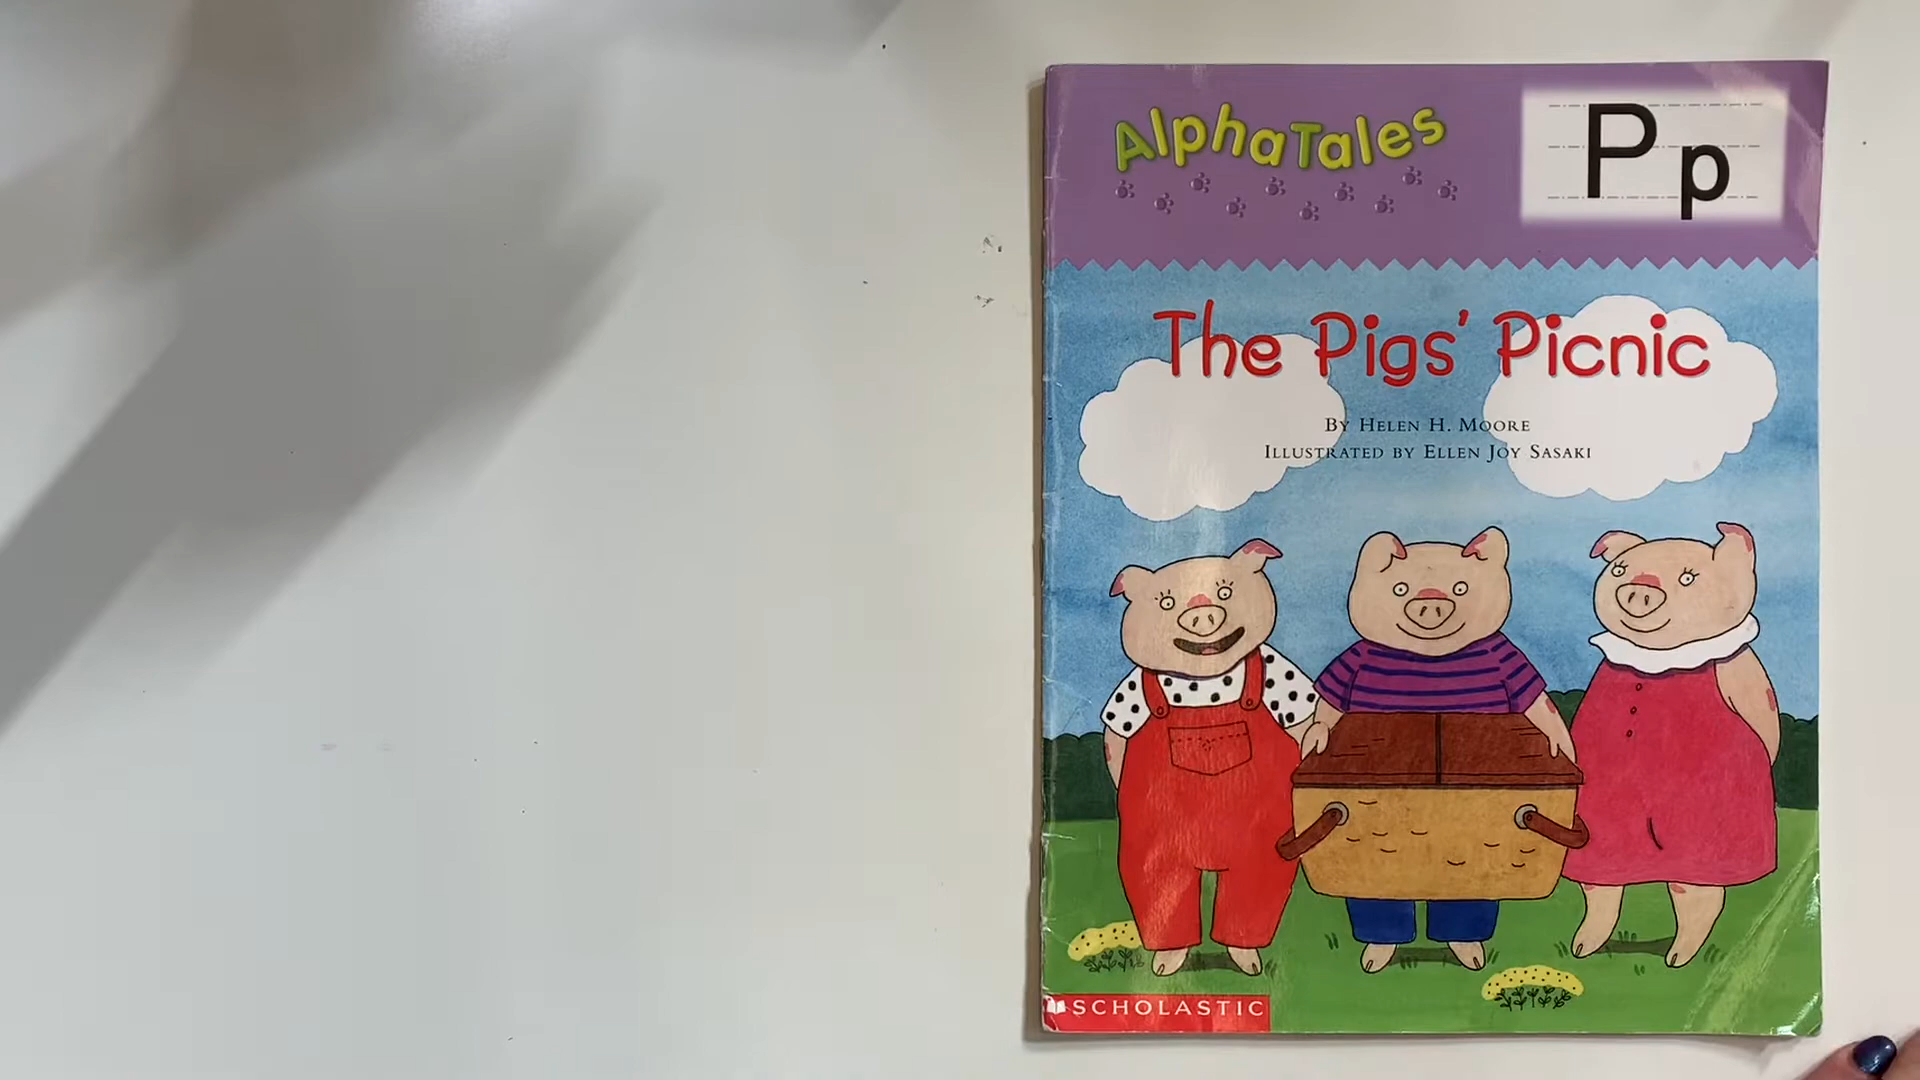 AlphaTales
Pp
The Pigs' Picnic
BY HELEN H. MOORE
ILLUSTRATED BY ELLEN JOY SASAKI
SCHOLASTIC